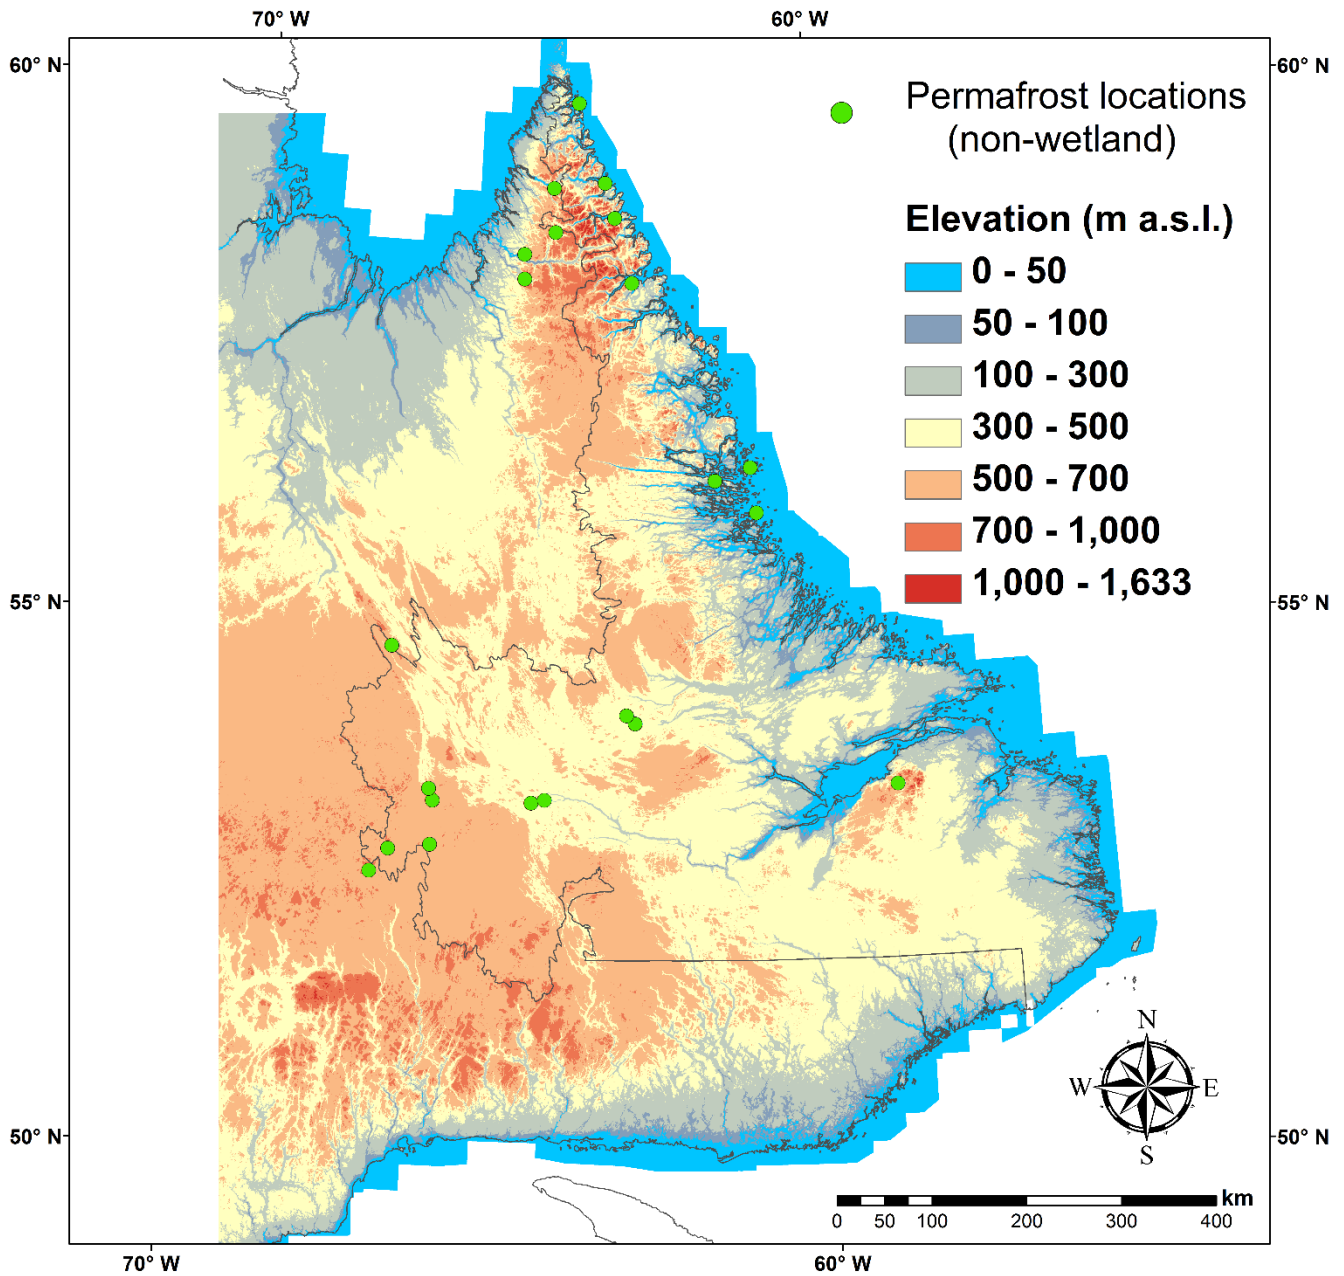 70° W
60° W
60° N
60° N
Permafrost locations
(non-wetland)
Elevation (m a.s.l.)
0 - 50
50 - 100
100 - 300
300 - 500
500 - 700
700 - 1,000
1,000 - 1,633
55° N
55° N
N
W
E
S
50° N
50° N
km
0
50
100
200
300
400
70° W
60° W